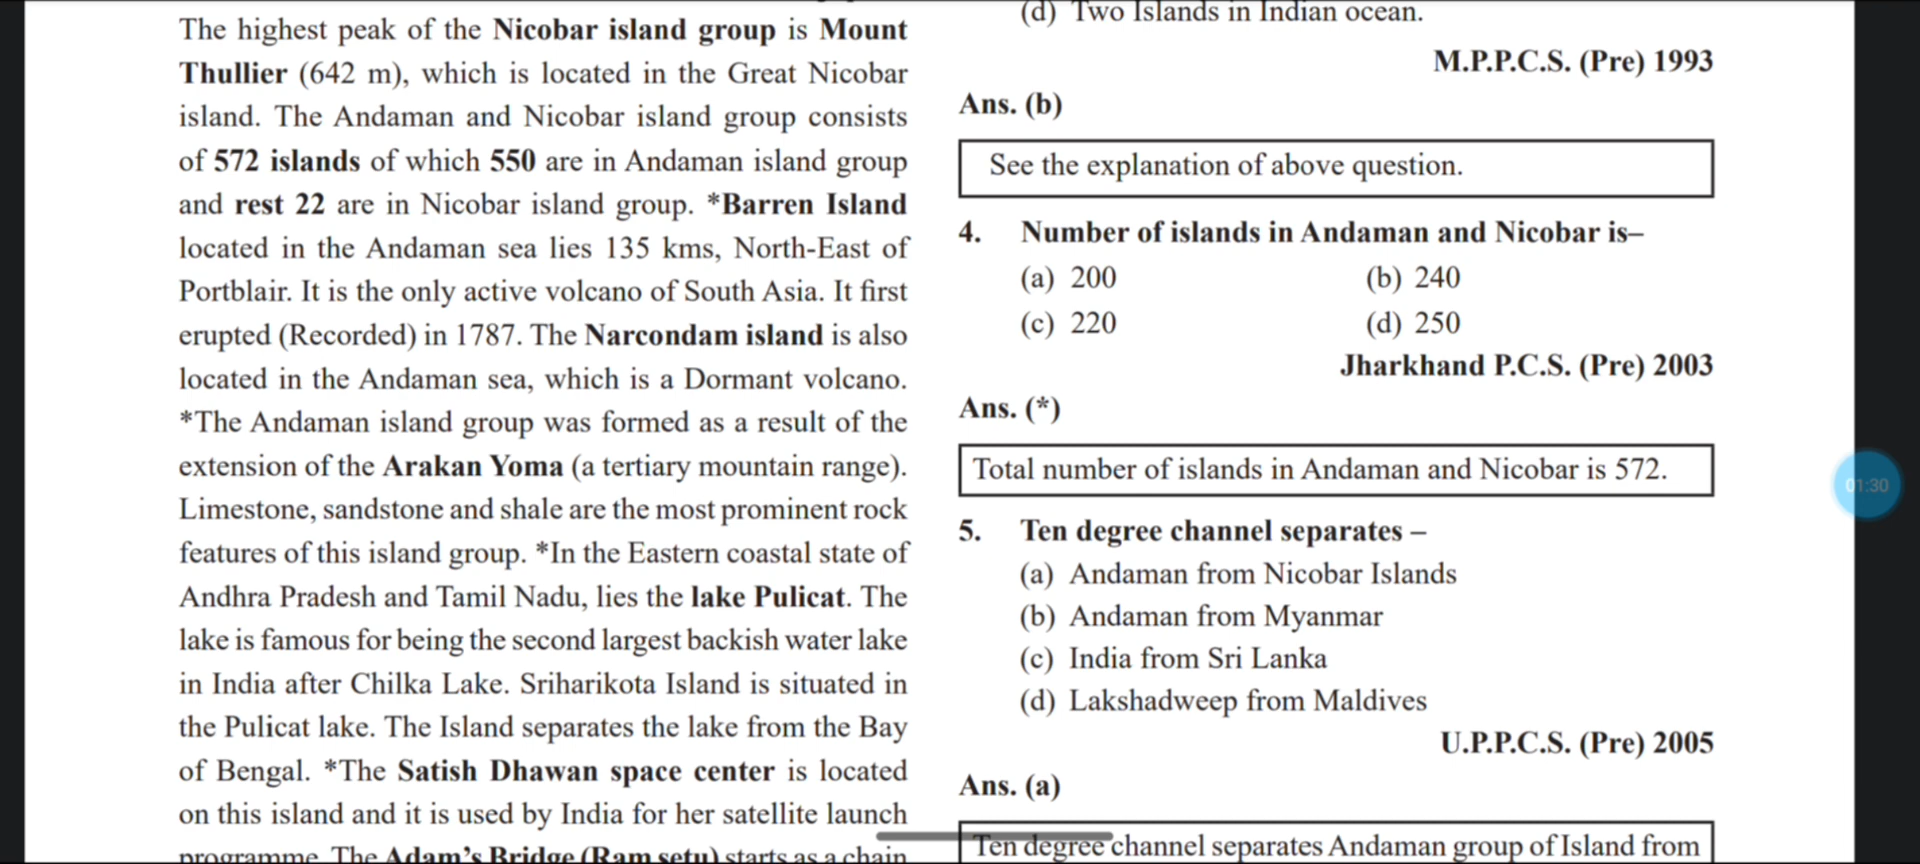 The highest peak of the Nicobar island group is Mount
Thullier (642 m), which is located in the Great Nicobar
island. The Andaman and Nicobar island group consists
of 572 islands of which 550 are in Andaman island group
and rest 22 are in Nicobar island group. *Barren Island
located in the Andaman sea lies 135 kms, North-East of
Portblair. It is the only active volcano of South Asia. It first
erupted (Recorded) in 1787. The Narcondam island is also
located in the Andaman sea, which is a Dormant volcano.
*The Andaman island group was formed as a result of the
extension of the Arakan Yoma (a tertiary mountain range).
Limestone, sandstone and shale are the most prominent rock
features of this island group. *In the Eastern coastal state of
Andhra Pradesh and Tamil Nadu, lies the lake Pulicat. The
lake is famous for being the second largest backish water lake
in India after Chilka Lake. Sriharikota Island is situated in
the Pulicat lake. The Island separates the lake from the Bay
of Bengal. *The Satish Dhawan space center is located
on this island and it is used by India for her satellite launch
programme. The Adam's Bridge (Ram setu) starts as a chain
(d) Two Islands in Indian ocean.
M.P.P.C.S. (Pre) 1993
Ans. (b)
See the explanation of above question.
4. Number of islands in Andaman and Nicobar is–
(a) 200 (b) 240
(c) 220 (d) 250
Jharkhand P.C.S. (Pre) 2003
Ans. (*)
Total number of islands in Andaman and Nicobar is 572.
5. Ten degree channel separates –
(a) Andaman from Nicobar Islands
(b) Andaman from Myanmar
(c) India from Sri Lanka
(d) Lakshadweep from Maldives
U.P.P.C.S. (Pre) 2005
Ans. (a)
Ten degree channel separates Andaman group of Island from
01:30